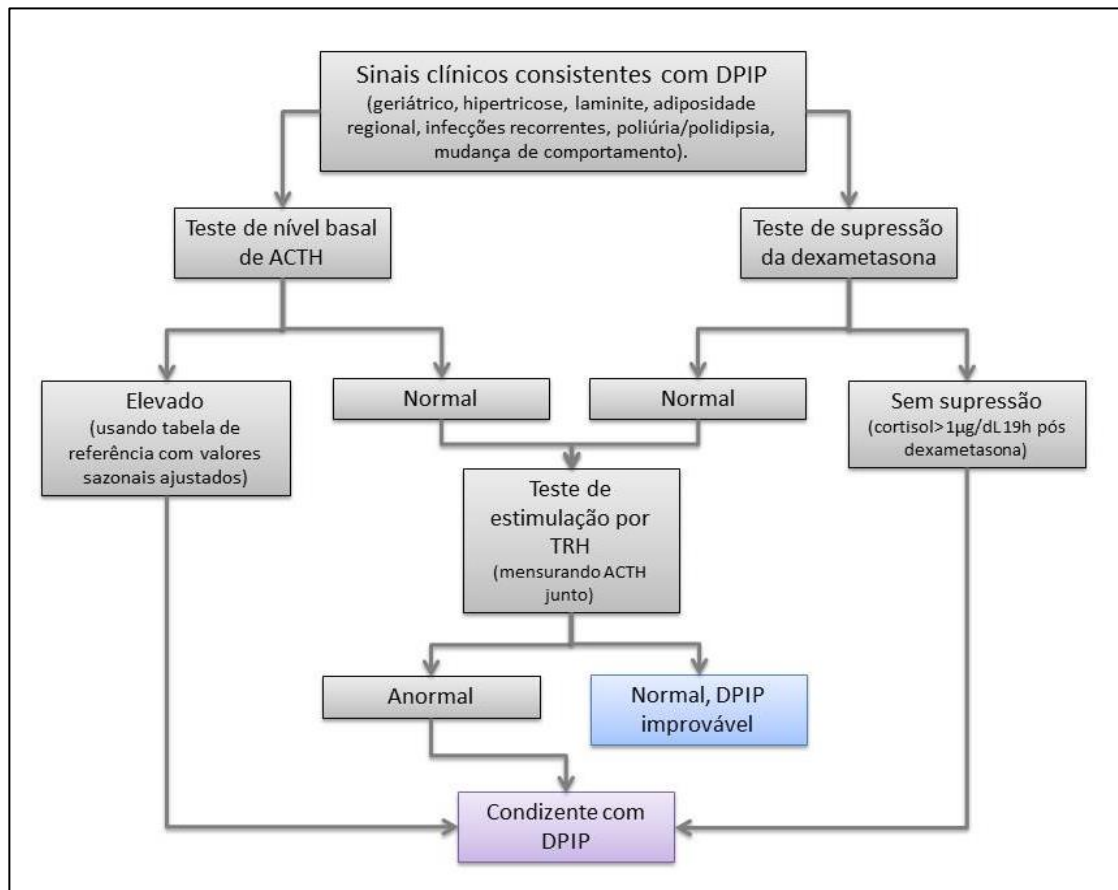 Sinais clínicos consistentes com DPIP
(geriátrico, hipertricose, laminite, adiposidade
regional, infecções recorrentes, poliúria/polidipsia,
mudança de comportamento).
Teste de nível basal
de ACTH
Teste de supressão
da dexametasona
Elevado
(usando tabela de
referência com valores
sazonais ajustados)
Normal
Normal
Sem supressão
(cortisol>1µg/dL 19h pós
dexametasona)
Teste de
estimulação por
TRH
(mensurando ACTH
junto)
Anormal
Normal, DPIP
improvável
Condizente com
DPIP